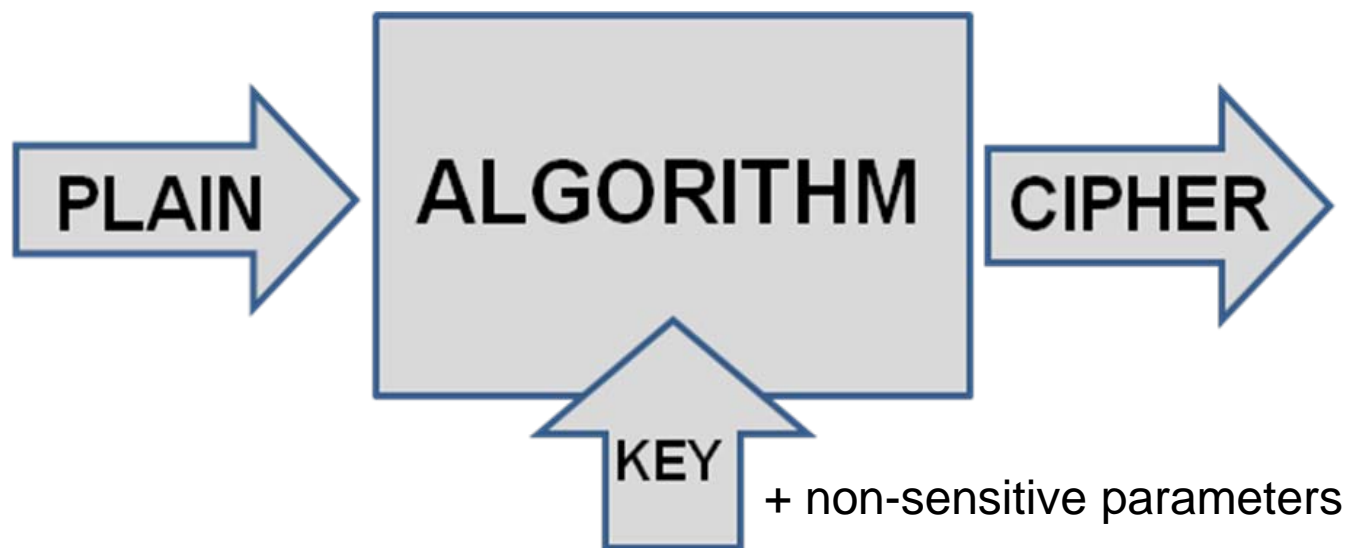 PLAIN
ALGORITHM
CIPHER
KEY
+ non-sensitive parameters